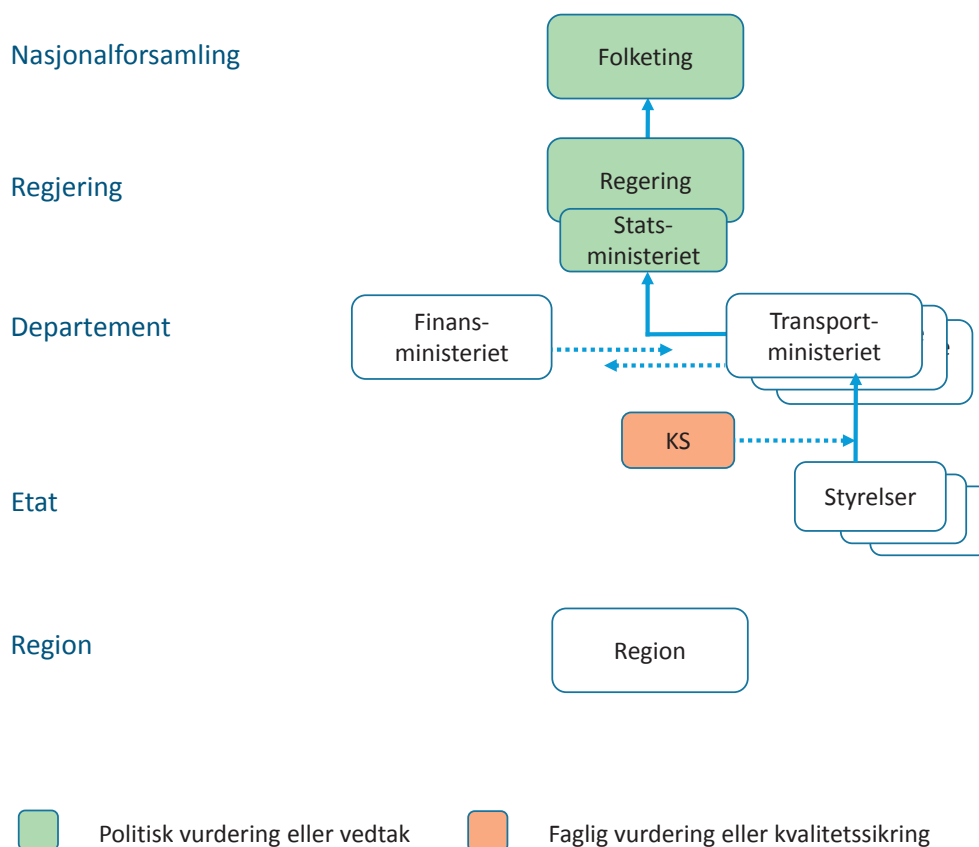 Nasjonalforsamling
Folketing
Regjering
Regering
Stats-
ministeriet
Departement
Finans-
ministeriet
Transport-
ministeriet
KS
Etat
Styrelser
Region
Region
Politisk vurdering eller vedtak
Faglig vurdering eller kvalitetssikring